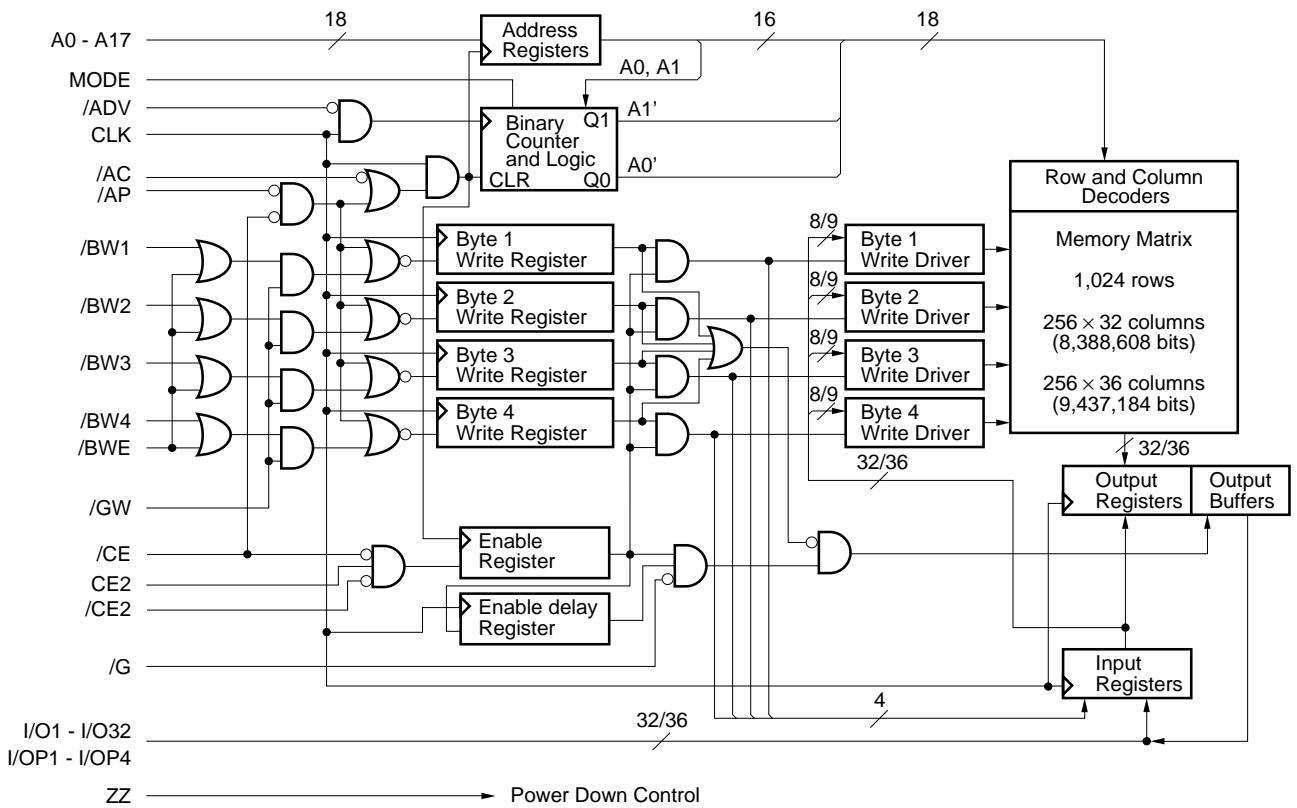 18
16
18
A0 - A17
Address
Registers
MODE
A0, A1
/ADV
CLK
Binary
Counter
and Logic
CLR
Q1
Q0
A1’
A0’
/AC
/AP
Row and Column
Decoders
/BW1
Byte 1
Write Register
8/9
Byte 1
Write Driver
Memory Matrix
1,024 rows
256 × 32 columns
(8,388,608 bits)
256 × 36 columns
(9,437,184 bits)
/BW2
Byte 2
Write Register
8/9
Byte 2
Write Driver
/BW3
Byte 3
Write Register
8/9
Byte 3
Write Driver
/BW4
/BWE
Byte 4
Write Register
8/9
Byte 4
Write Driver
32/36
32/36
/GW
Output
Registers
Output
Buffers
/CE
CE2
/CE2
Enable
Register
Enable delay
Register
/G
Input
Registers
4
I/O1 - I/O32
I/OP1 - I/OP4
32/36
ZZ
Power Down Control